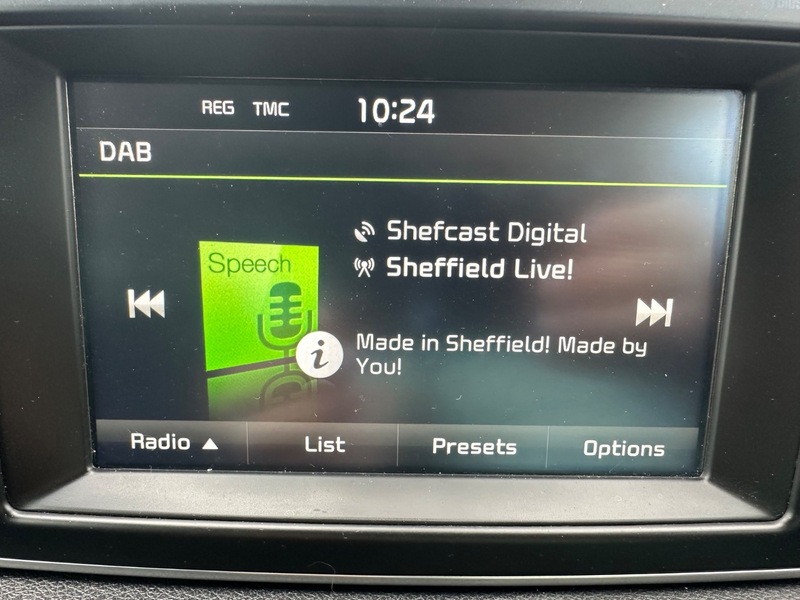 REG TMC 10:24
DAB
Shefcast Digital
Speech
Sheffield Live!
i
Made in Sheffield! Made by
You!
Radio ▲ List Presets Options